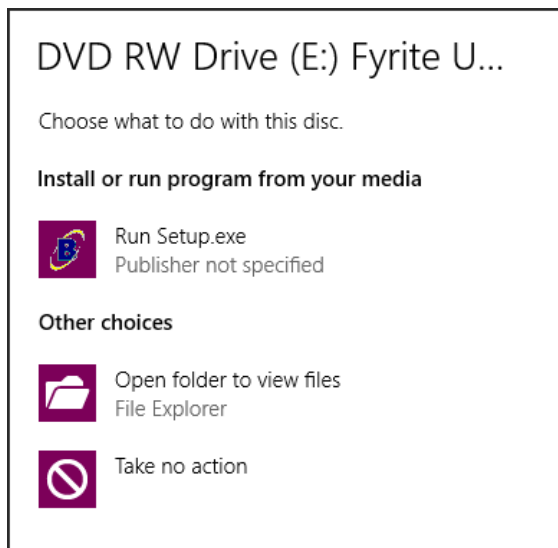 DVD RW Drive (E:) Fyrite U...
Choose what to do with this disc.
Install or run program from your media
B
Run Setup.exe
Publisher not specified
Other choices
Open folder to view files
File Explorer
Take no action